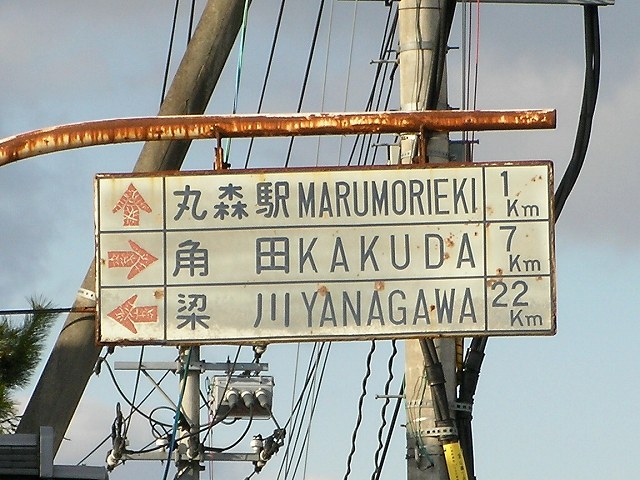 丸森駅 MARUMORIEKI 1 Km
角田 KAKUDA 7 Km
梁川 YANAGAWA 22 Km